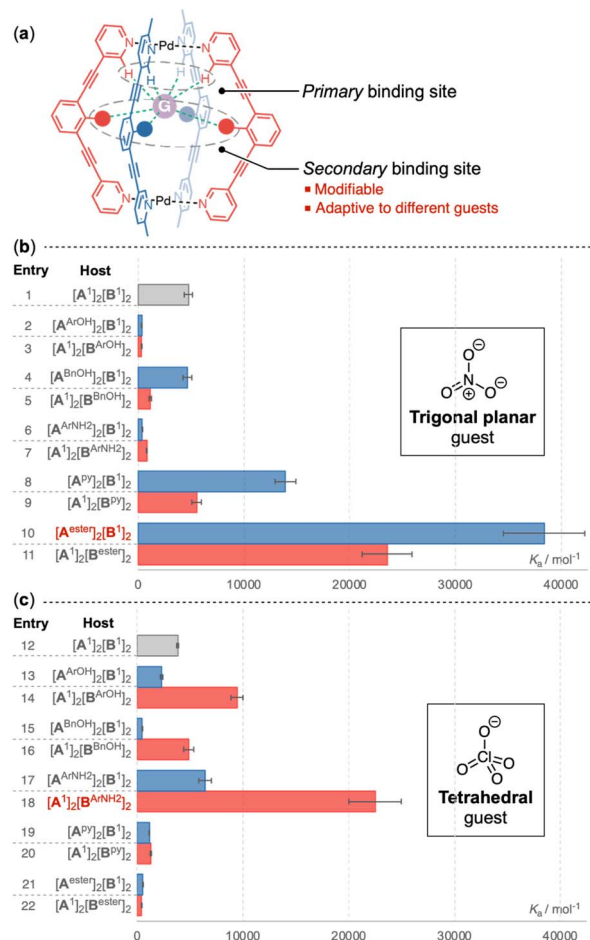 (a)
N---Pd---N
H H H H
G
Primary binding site
Secondary binding site
▪ Modifiable
▪ Adaptive to different guests
N---Pd---N
(b)
Entry Host
1 [A¹]₂[B¹]₂
2 [Aᴬʳᴼᴴ]₂[B¹]₂
3 [A¹]₂[Bᴬʳᴼᴴ]₂
4 [Aᴮⁿᴼᴴ]₂[B¹]₂
5 [A¹]₂[Bᴮⁿᴼᴴ]₂
6 [Aᴬʳᴺᴴ²]₂[B¹]₂
7 [A¹]₂[Bᴬʳᴺᴴ²]₂
8 [Aᵖʸ]₂[B¹]₂
9 [A¹]₂[Bᵖʸ]₂
10 [Aᵉˢᵗᵉʳ]₂[B¹]₂
11 [A¹]₂[Bᵉˢᵗᵉʳ]₂
O⊖
O N⊕ O⊖
Trigonal planar
guest
Kₐ / mol⁻¹
0 10000 20000 30000 40000
(c)
Entry Host
12 [A¹]₂[B¹]₂
13 [Aᴬʳᴼᴴ]₂[B¹]₂
14 [A¹]₂[Bᴬʳᴼᴴ]₂
15 [Aᴮⁿᴼᴴ]₂[B¹]₂
16 [A¹]₂[Bᴮⁿᴼᴴ]₂
17 [Aᴬʳᴺᴴ²]₂[B¹]₂
18 [A¹]₂[Bᴬʳᴺᴴ²]₂
19 [Aᵖʸ]₂[B¹]₂
20 [A¹]₂[Bᵖʸ]₂
21 [Aᵉˢᵗᵉʳ]₂[B¹]₂
22 [A¹]₂[Bᵉˢᵗᵉʳ]₂
O⊖
O Cl O
O
Tetrahedral
guest
Kₐ / mol⁻¹
0 10000 20000 30000 40000